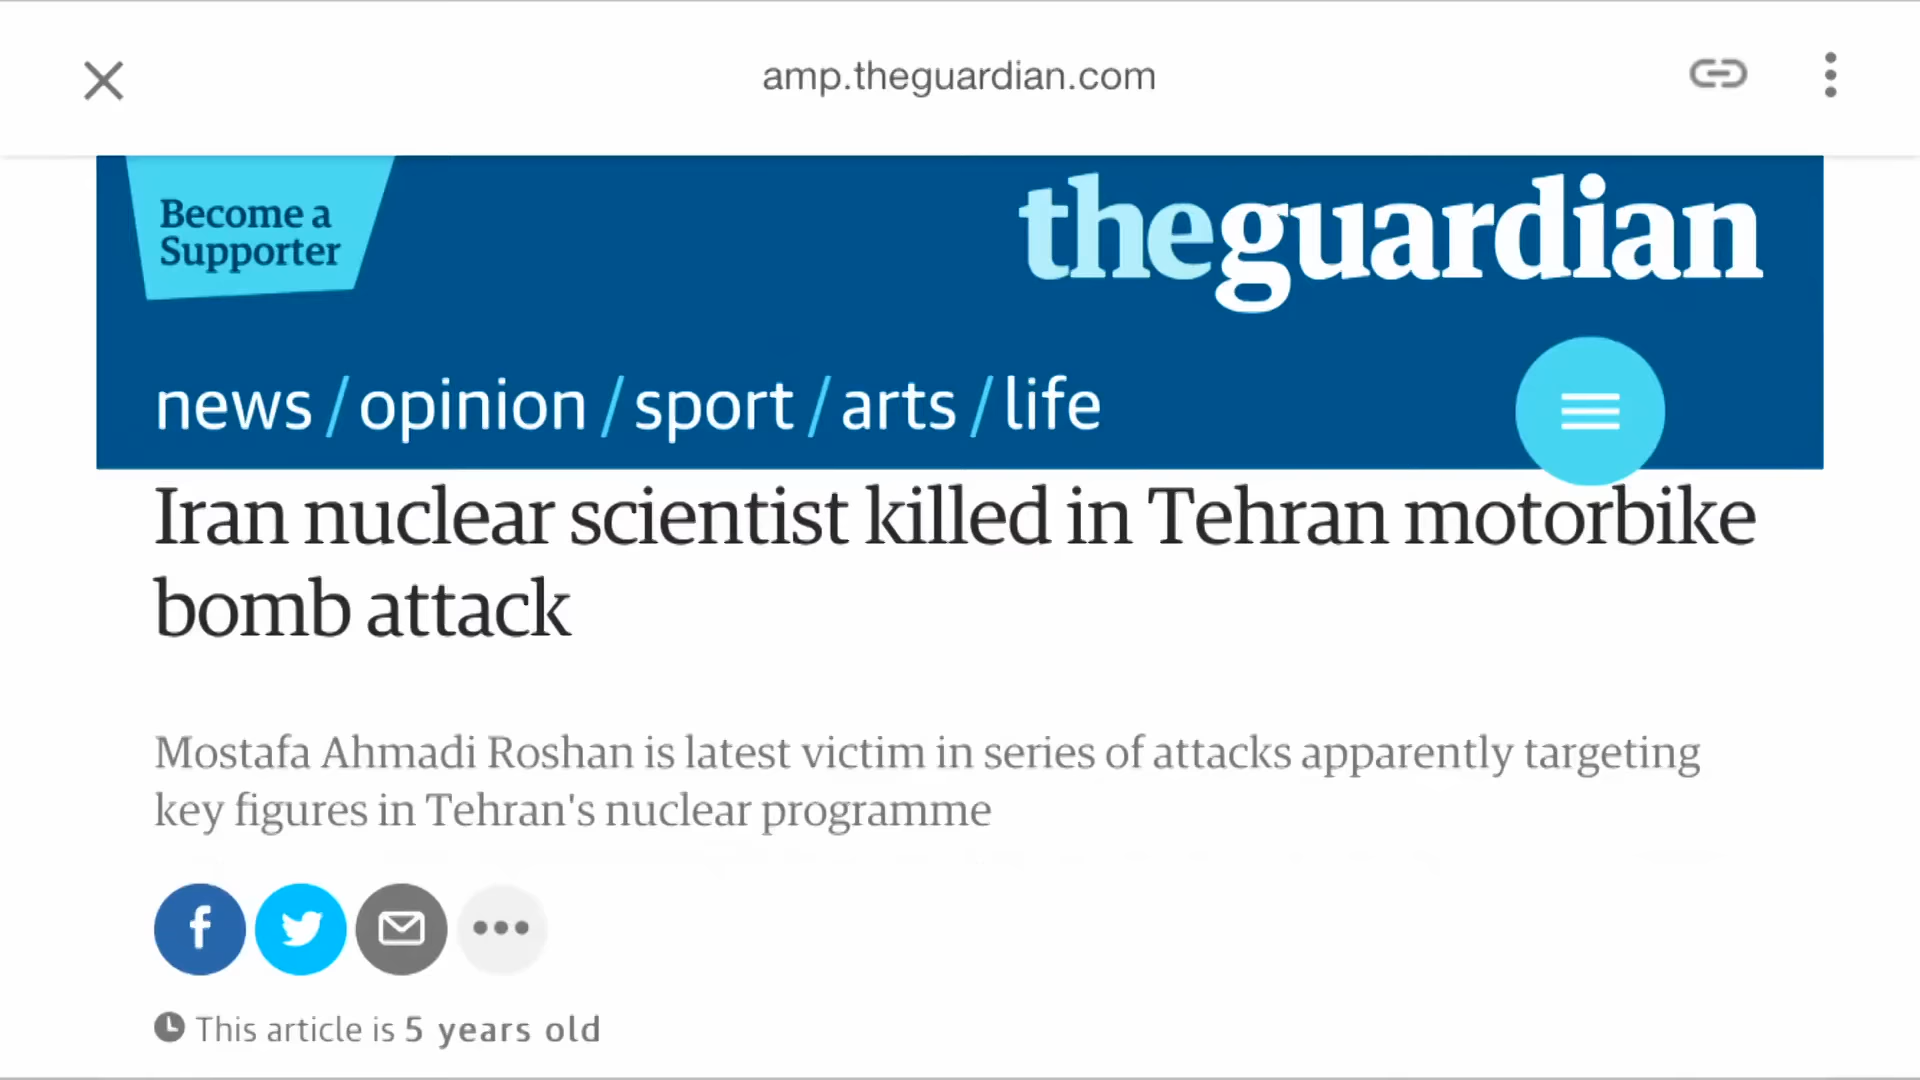 amp.theguardian.com
Become a
Supporter
theguardian
news / opinion / sport / arts / life
Iran nuclear scientist killed in Tehran motorbike
bomb attack
Mostafa Ahmadi Roshan is latest victim in series of attacks apparently targeting
key figures in Tehran's nuclear programme
This article is 5 years old